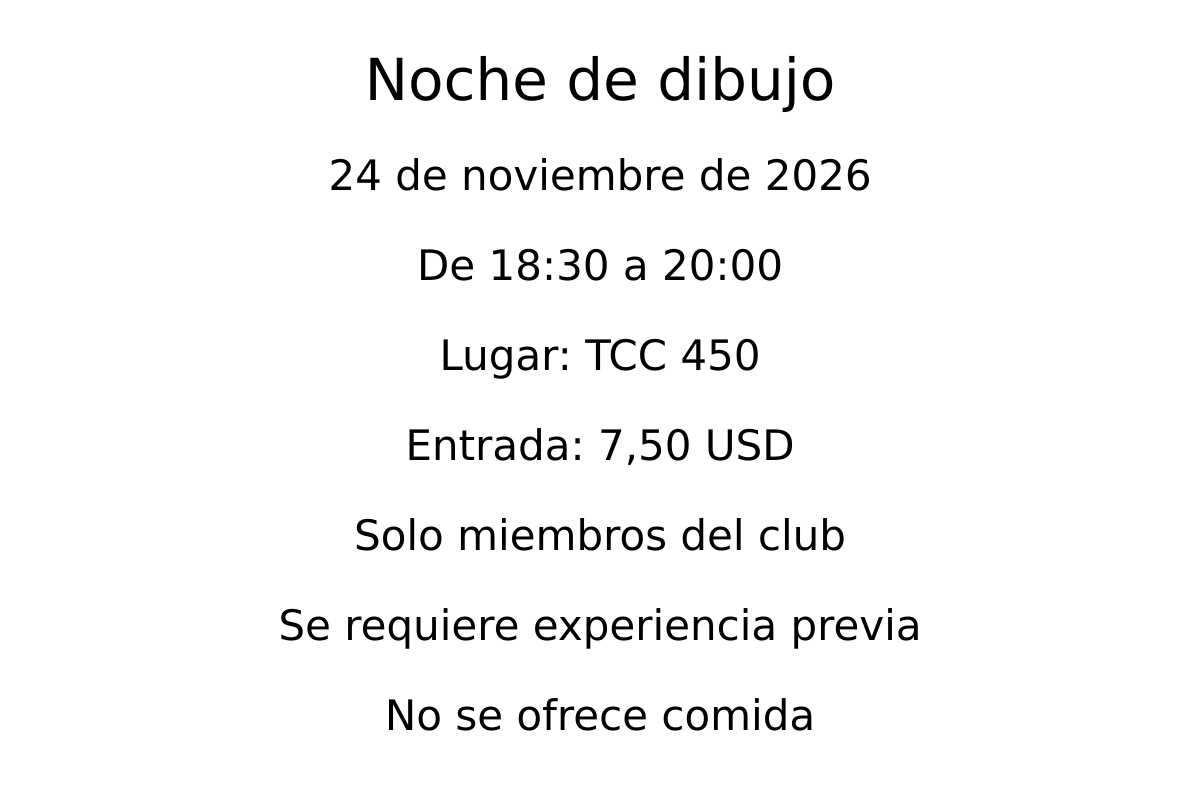 Noche de dibujo
24 de noviembre de 2026
De 18:30 a 20:00
Lugar: TCC 450
Entrada: 7,50 USD
Solo miembros del club
Se requiere experiencia previa
No se ofrece comida